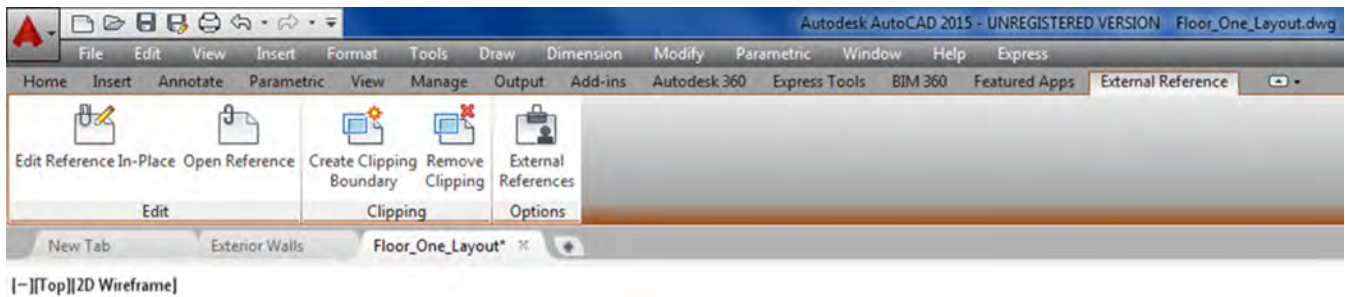 Autodesk AutoCAD 2015 - UNREGISTERED VERSION Floor_One_Layout.dwg
File Edit View Insert Format Tools Draw Dimension Modify Parametric Window Help Express
Home Insert Annotate Parametric View Manage Output Add-ins Autodesk 360 Express Tools BIM 360 Featured Apps External Reference
Edit Reference In-Place Open Reference Create Clipping Remove External
Boundary Clipping References
Edit Clipping Options
New Tab Exterior Walls Floor_One_Layout*
[−][Top][2D Wireframe]